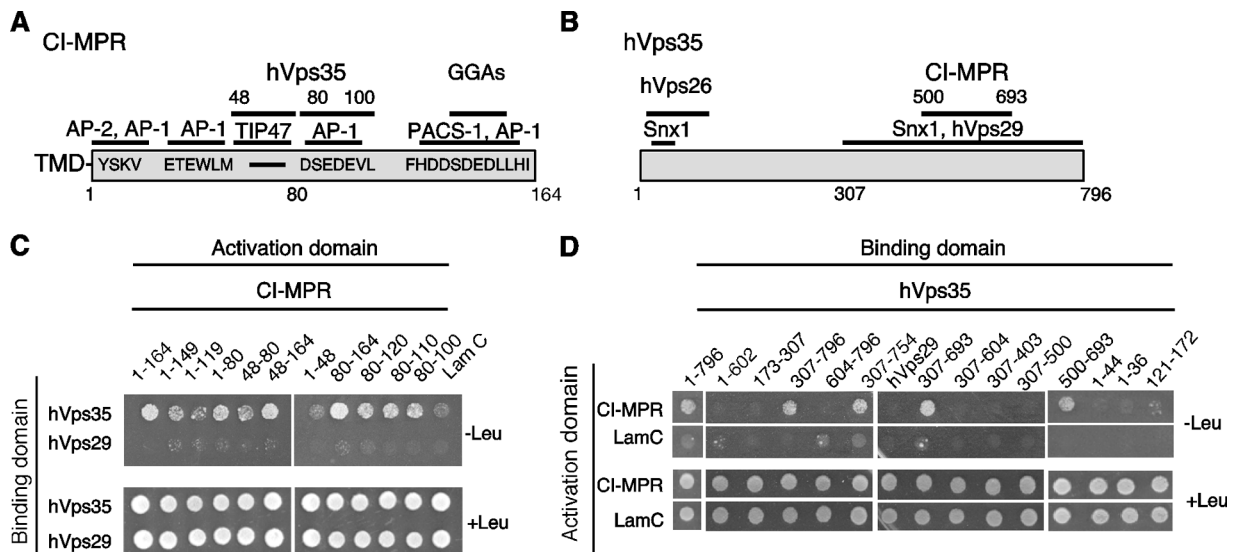 A
CI-MPR
hVps35
GGAs
48 80 100
AP-2, AP-1 AP-1 TIP47 AP-1 PACS-1, AP-1
TMD- YSKV ETEWLM DSEDEVL FHDDSDEDLLHI
1 80 164
B
hVps35
hVps26
CI-MPR
500 693
Snx1 Snx1, hVps29
1 307 796
C
Activation domain
CI-MPR
1-164 1-149 1-119 1-80 48-80 48-164 1-48 80-164 80-120 80-110 80-100 Lam C
Binding domain
hVps35
hVps29
-Leu
hVps35
hVps29
+Leu
D
Binding domain
hVps35
1-796 1-602 173-307 307-796 604-796 307-754 hVps29 307-693 307-604 307-403 307-500 500-693 1-44 1-36 121-172
Activation domain
CI-MPR
LamC
-Leu
CI-MPR
LamC
+Leu